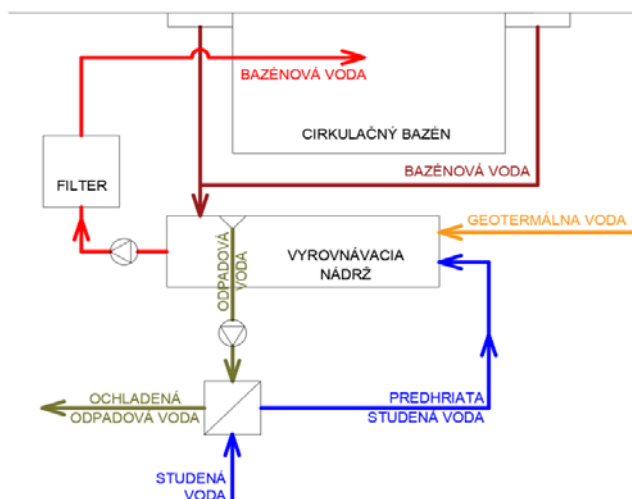 BAZÉNOVÁ VODA
CIRKULAČNÝ BAZÉN
BAZÉNOVÁ VODA
FILTER
GEOTERMÁLNA VODA
ODPADOVÁ
VODA
VYROVNÁVACIA
NÁDRŽ
OCHLADENÁ
ODPADOVÁ VODA
PREDHRIATA
STUDENÁ VODA
STUDENÁ
VODA